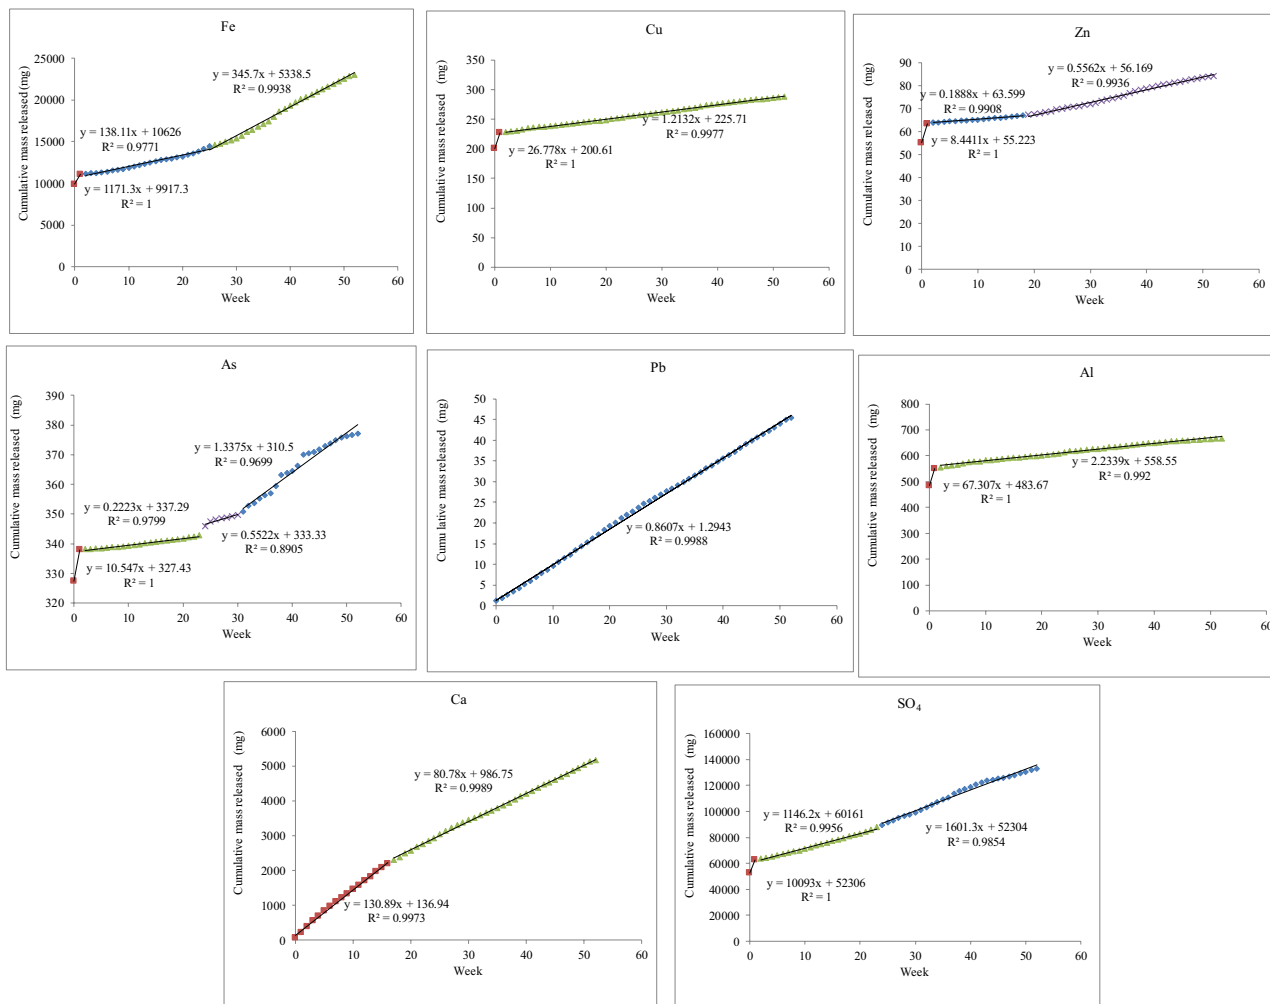 Fe
Cumulative mass released (mg)
25000
20000
15000
10000
5000
0
y = 345.7x + 5338.5
R² = 0.9938
y = 138.11x + 10626
R² = 0.9771
y = 1171.3x + 9917.3
R² = 1
0 10 20 30 40 50 60
Week
Cu
Cumulative mass released (mg)
350
300
250
200
150
100
50
0
y = 1.2132x + 225.71
R² = 0.9977
y = 26.778x + 200.61
R² = 1
0 10 20 30 40 50 60
Week
Zn
Cumulative mass released (mg)
90
80
70
60
50
40
30
20
10
0
y = 0.5562x + 56.169
R² = 0.9936
y = 0.1888x + 63.599
R² = 0.9908
y = 8.4411x + 55.223
R² = 1
0 10 20 30 40 50 60
Week
As
Cumulative mass released (mg)
390
380
370
360
350
340
330
320
y = 1.3375x + 310.5
R² = 0.9699
y = 0.2223x + 337.29
R² = 0.9799
y = 0.5522x + 333.33
R² = 0.8905
y = 10.547x + 327.43
R² = 1
0 10 20 30 40 50 60
Week
Pb
Cumulative mass released (mg)
50
45
40
35
30
25
20
15
10
5
0
y = 0.8607x + 1.2943
R² = 0.9988
0 10 20 30 40 50 60
Week
Al
Cumulative mass released (mg)
800
700
600
500
400
300
200
100
0
y = 2.2339x + 558.55
R² = 0.992
y = 67.307x + 483.67
R² = 1
0 20 40 60
Week
Ca
Cumulative mass released (mg)
6000
5000
4000
3000
2000
1000
0
y = 80.78x + 986.75
R² = 0.9989
y = 130.89x + 136.94
R² = 0.9973
0 10 20 30 40 50 60
Week
SO₄
Cumulative mass released (mg)
160000
140000
120000
100000
80000
60000
40000
20000
0
y = 1146.2x + 60161
R² = 0.9956
y = 1601.3x + 52304
R² = 0.9854
y = 10093x + 52306
R² = 1
0 10 20 30 40 50 60
Week